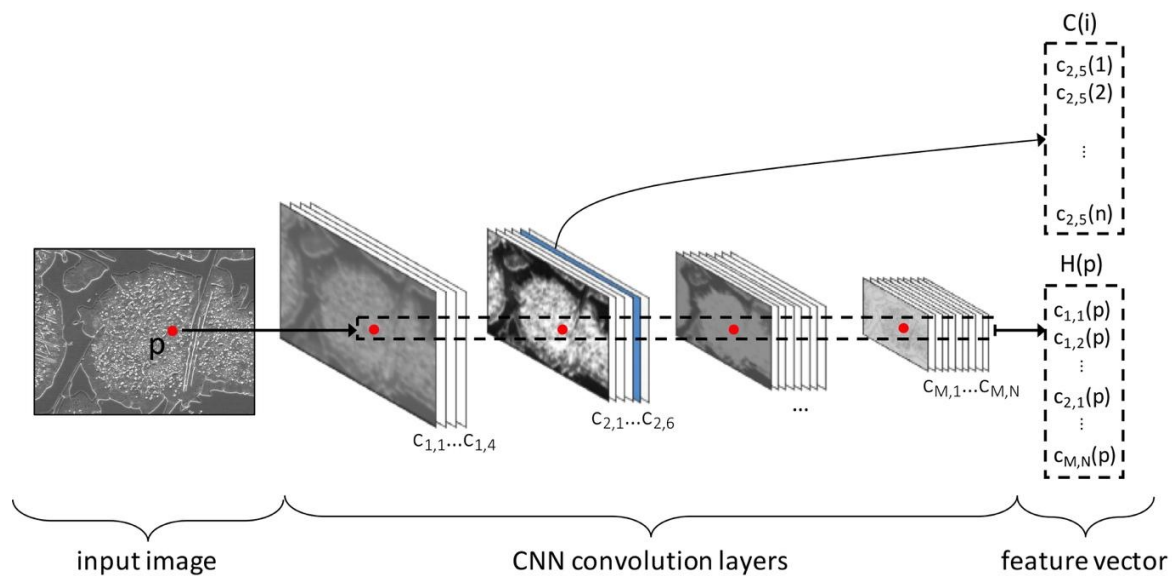 C(i)
c2,5(1)
c2,5(2)
...
c2,5(n)
H(p)
c1,1(p)
c1,2(p)
...
c2,1(p)
...
cM,N(p)
p
c1,1...c1,4
c2,1...c2,6
...
cM,1...cM,N
input image
CNN convolution layers
feature vector